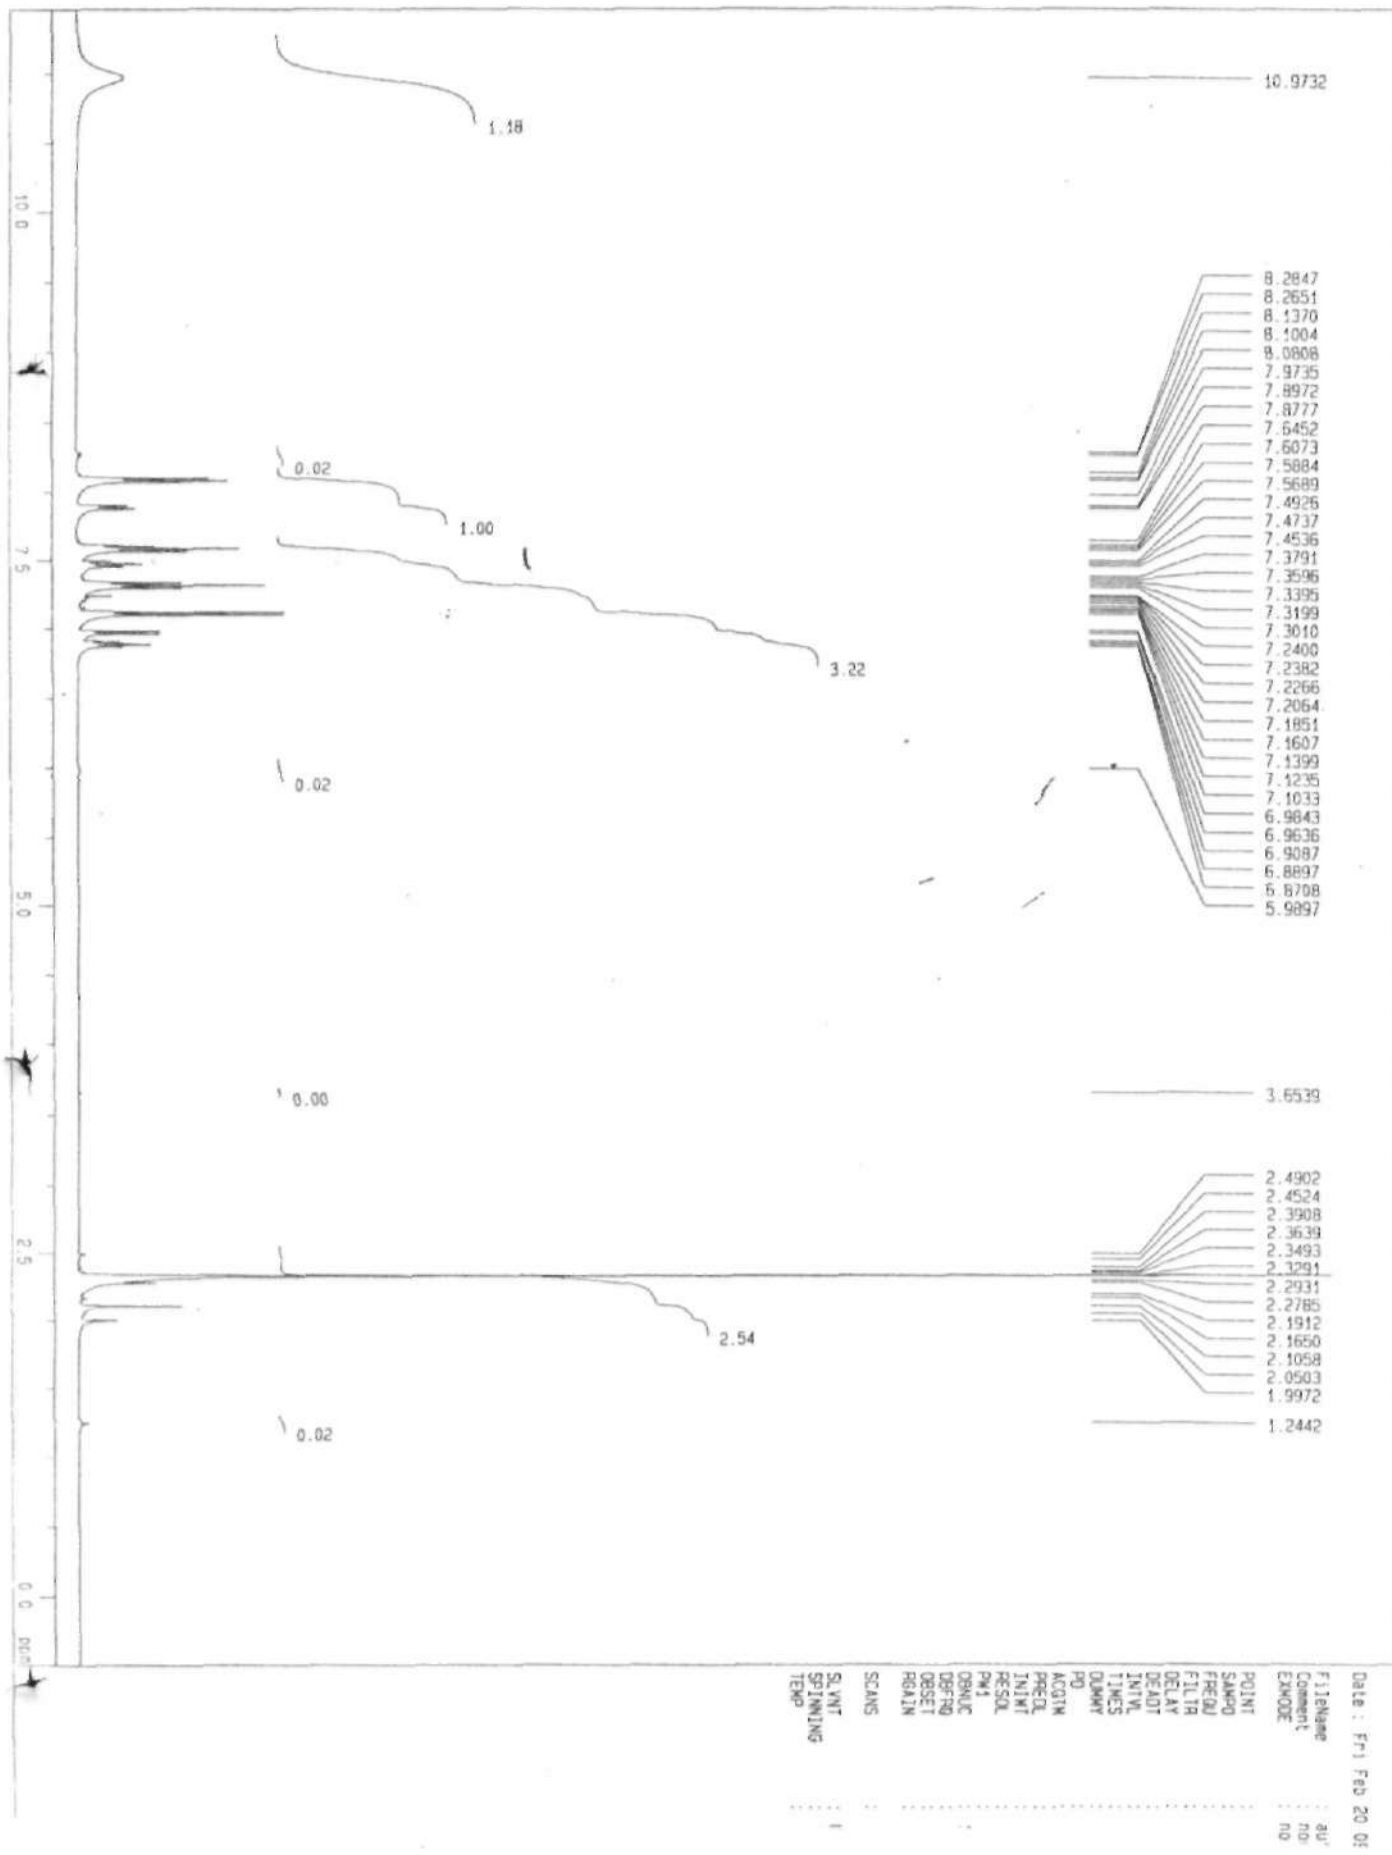 10.9732
1.18
10.0
8.2847
8.2651
8.1370
8.1004
8.0808
7.9735
7.8972
7.8777
7.6452
7.6073
7.5884
7.5689
7.4926
7.4737
7.4536
7.3791
7.3596
7.3395
7.3199
7.3010
7.2400
7.2382
7.2266
7.2064
7.1851
7.1607
7.1399
7.1235
7.1033
6.9843
6.9636
6.9087
6.8897
6.8708
5.9897
0.02
1.00
7.5
3.22
0.02
5.0
0.00
3.6539
2.4902
2.4524
2.3908
2.3639
2.3493
2.3291
2.2931
2.2785
2.1912
2.1650
2.1058
2.0503
1.9972
2.5
2.54
1.2442
0.02
0.0
ppm
Date : Fri Feb 20
FileName :
Comment : no
EXMODE : no
POINT :
SAMPO :
FREQU :
FILTR :
DELAY :
DEADT :
INTVL :
TIMES :
DUMMY :
PD :
ACQTM :
PREDL :
INIWT :
RESOL :
PW1 :
OBNUC :
OBFRQ :
OBSET :
RGAIN :
SCANS :
SLVNT :
SPINNING :
TEMP :